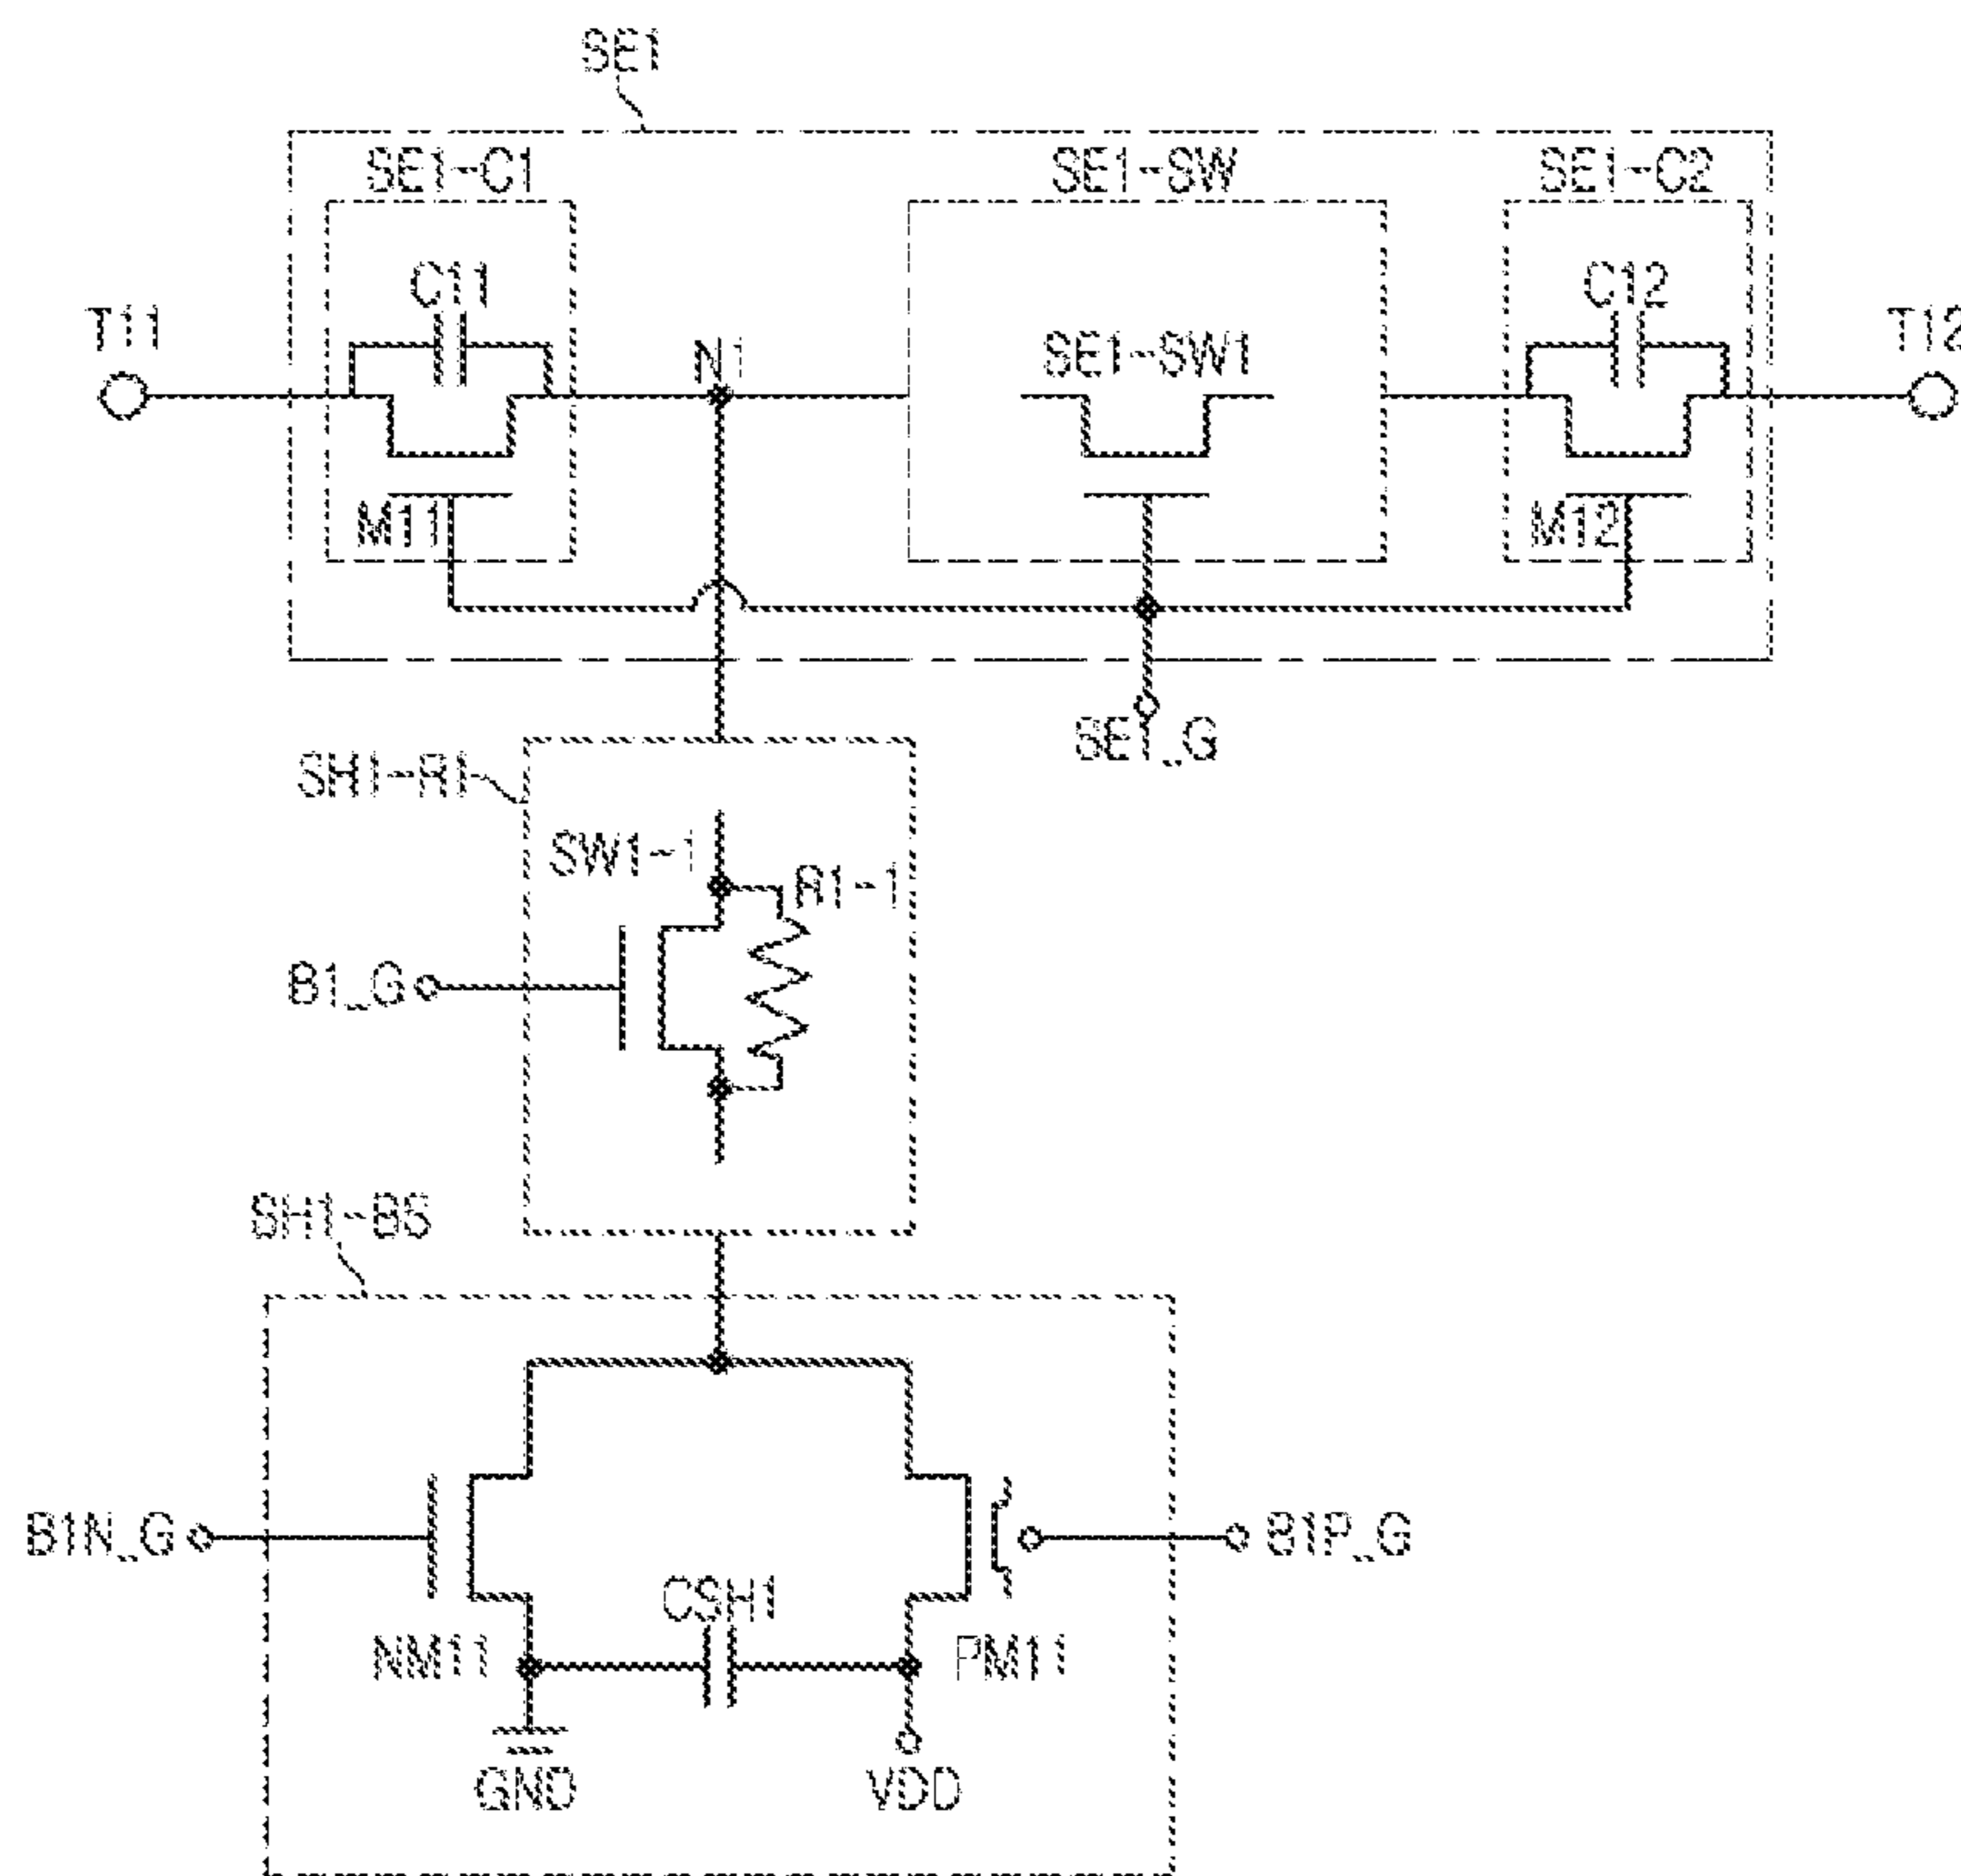 SE1
SE1-C1
SE1-SW
SE1-C2
C11
C12
T11
N1
SE1-SW1
T12
M11
M12
SE1_G
SH1-R1
SW1-1
R1-1
B1_G
SH1-BS
B1N_G
B1P_G
CSH1
NM11
PM11
GND
VDD